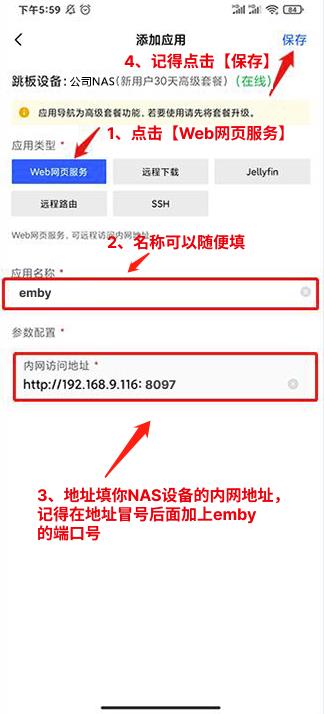 下午5:59
84
添加应用
保存
4、记得点击【保存】
跳板设备: 公司NAS(新用户30天高级套餐)（在线）
应用导航为高级套餐功能，若要使用请先将套餐升级。
1、点击【Web网页服务】
应用类型 *
Web网页服务
远程下载
Jellyfin
远程路由
SSH
Web网页服务，可远程访问内网地址
2、名称可以随便填
应用名称 *
emby
参数配置 *
内网访问地址 *
http://192.168.9.116: 8097
3、地址填你NAS设备的内网地址，
记得在地址冒号后面加上emby
的端口号